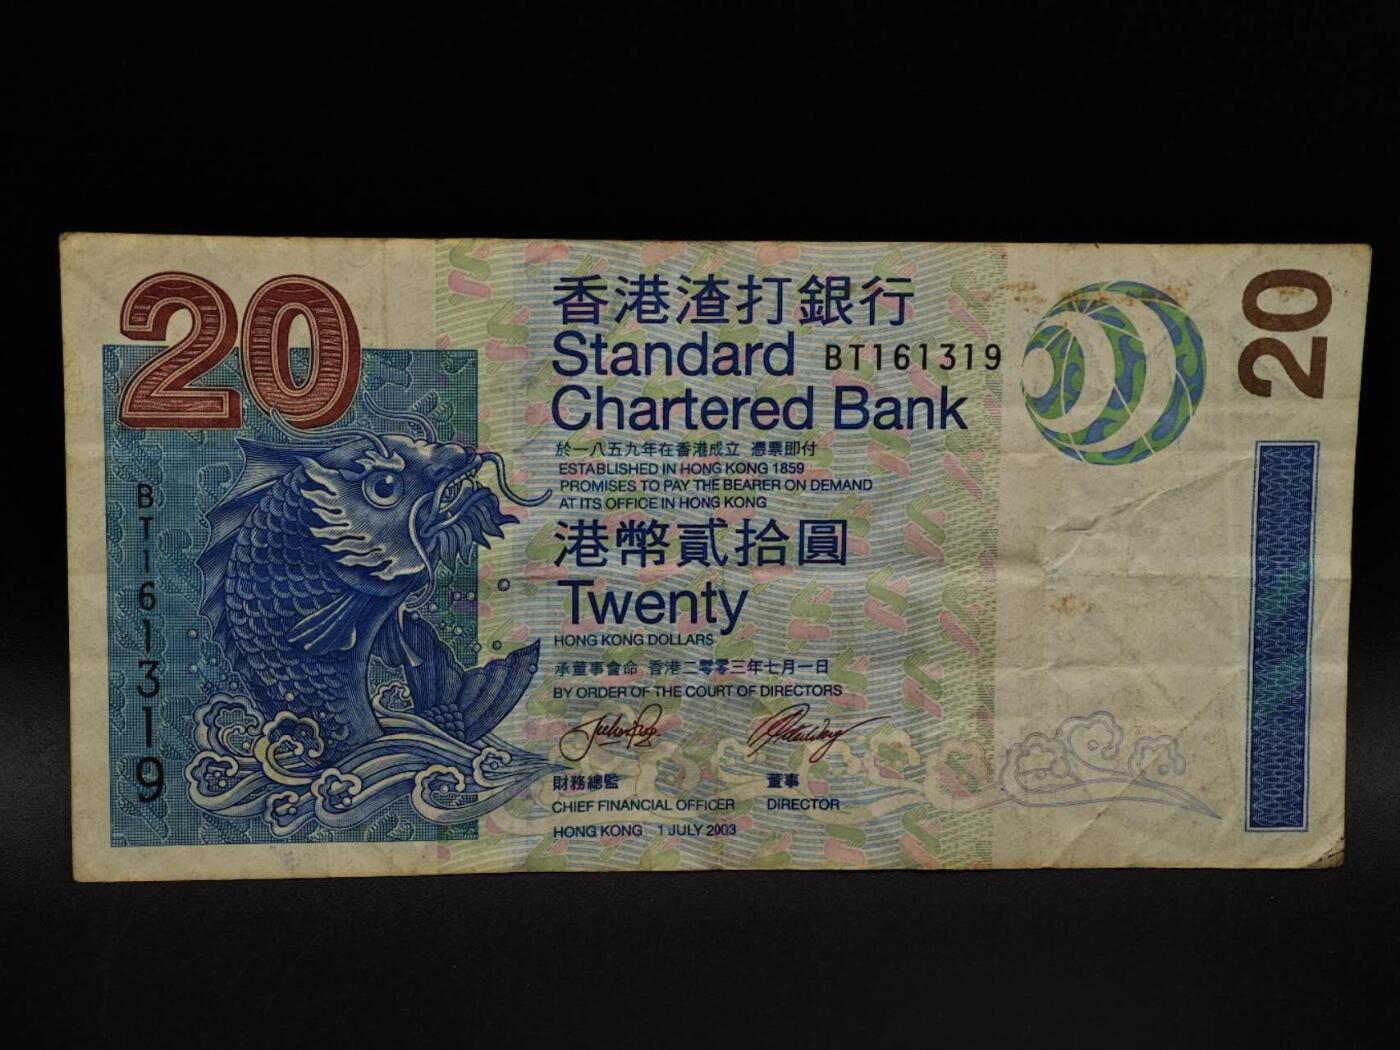 20
香港渣打銀行
Standard
BT161319
Chartered Bank
於一八五九年在香港成立 憑票即付
ESTABLISHED IN HONG KONG 1859
PROMISES TO PAY THE BEARER ON DEMAND
AT ITS OFFICE IN HONG KONG
港幣貳拾圓
Twenty
HONG KONG DOLLARS
承董事會命 香港二零零三年七月一日
BY ORDER OF THE COURT OF DIRECTORS
財務總監
董事
CHIEF FINANCIAL OFFICER
DIRECTOR
HONG KONG 1 JULY 2003
BT161319
20